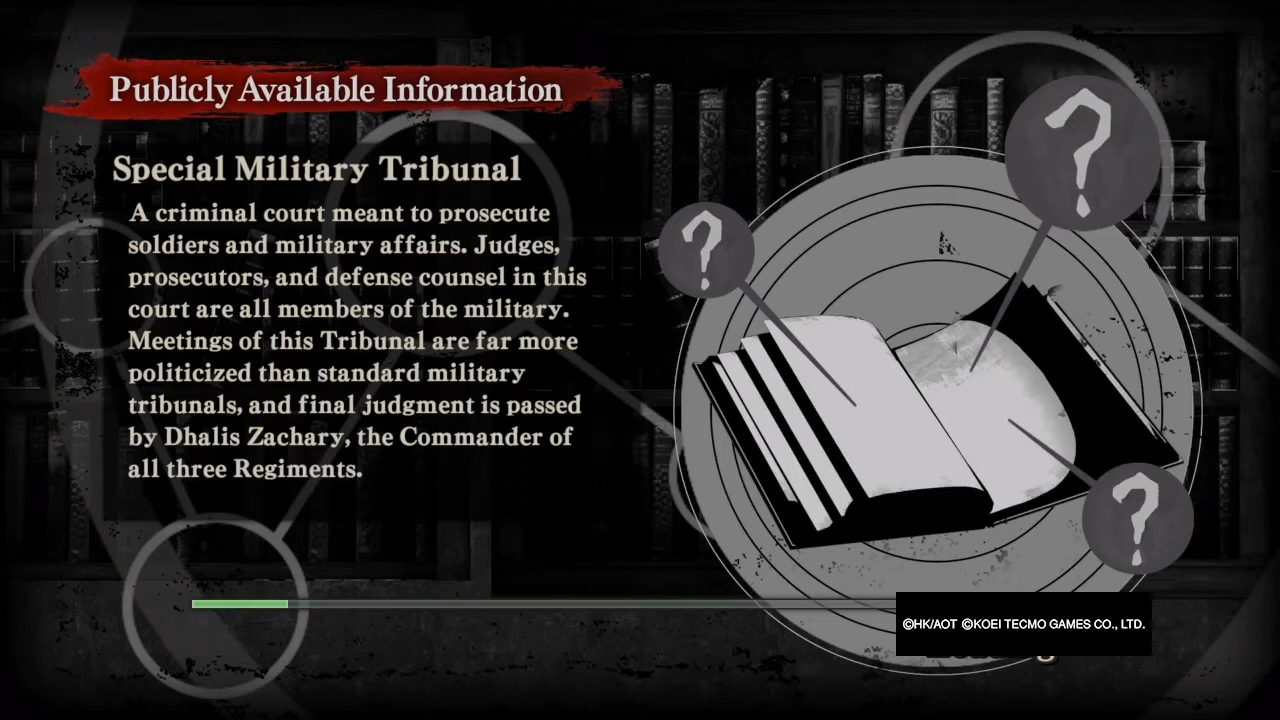 Publicly Available Information
Special Military Tribunal
A criminal court meant to prosecute
soldiers and military affairs. Judges,
prosecutors, and defense counsel in this
court are all members of the military.
Meetings of this Tribunal are far more
politicized than standard military
tribunals, and final judgment is passed
by Dhalis Zachary, the Commander of
all three Regiments.
©HK/AOT ©KOEI TECMO GAMES CO., LTD.